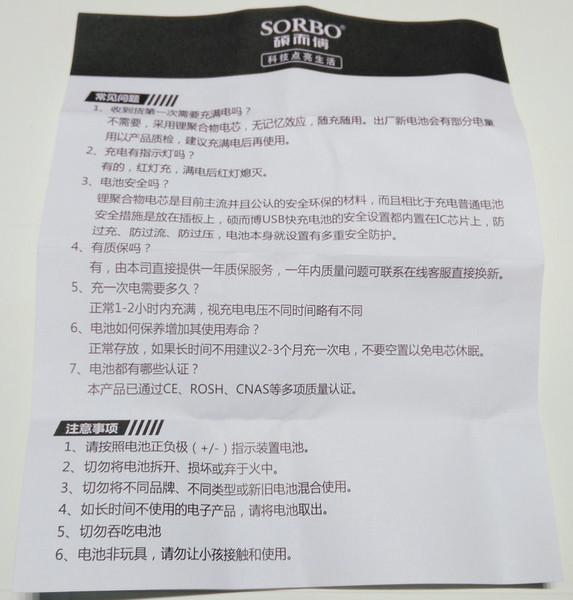 SORBO®
硕而博
科技点亮生活
常见问题
1、收到货第一次需要充满电吗？
不需要，采用锂聚合物电芯，无记忆效应，随充随用。出厂新电池会有部分电量
用以产品质检，建议充满电后再使用。
2、充电有指示灯吗？
有的，红灯充，满电后红灯熄灭。
3、电池安全吗？
锂聚合物电芯是目前主流并且公认的安全环保的材料，而且相比于充电普通电池
安全措施是放在插板上，硕而博USB快充电池的安全设置都内置在IC芯片上，防
过充、防过流、防过压，电池本身就设置有多重安全防护。
4、有质保吗？
有，由本司直接提供一年质保服务，一年内质量问题可联系在线客服直接换新。
5、充一次电需要多久？
正常1-2小时内充满，视充电电压不同时间略有不同
6、电池如何保养增加其使用寿命？
正常存放，如果长时间不用建议2-3个月充一次电，不要空置以免电芯休眠。
7、电池都有哪些认证？
本产品已通过CE、ROSH、CNAS等多项质量认证。
注意事项
1、请按照电池正负极（+/-）指示装置电池。
2、切勿将电池拆开、损坏或弃于火中。
3、切勿将不同品牌、不同类型或新旧电池混合使用。
4、如长时间不使用的电子产品，请将电池取出。
5、切勿吞吃电池
6、电池非玩具，请勿让小孩接触和使用。